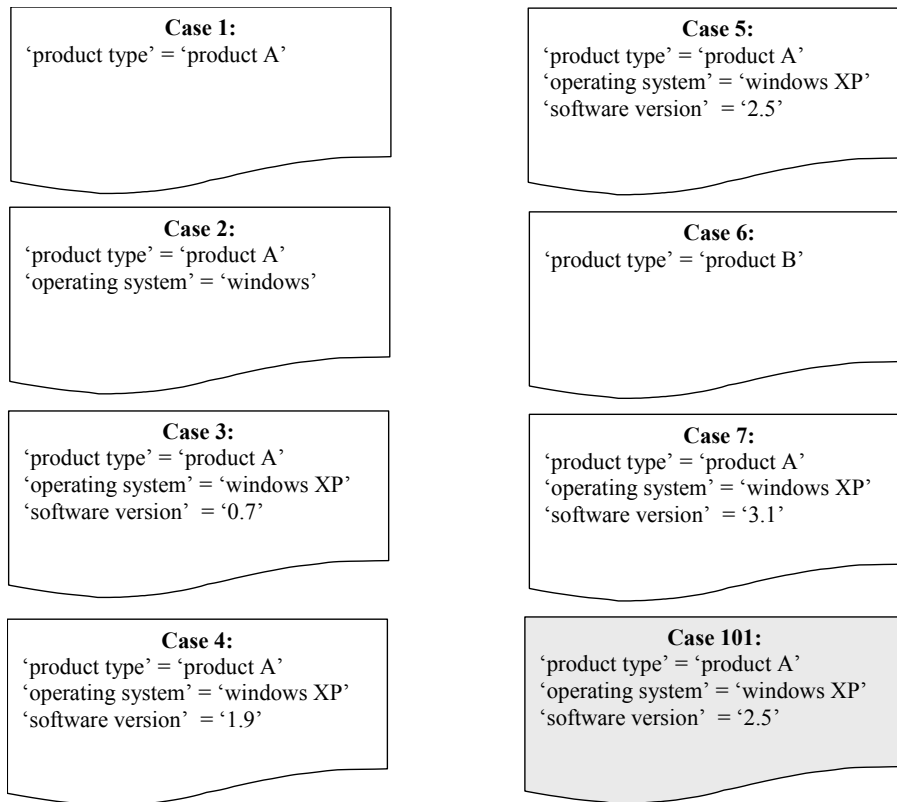 Case 1:
‘product type’ = ‘product A’
Case 2:
‘product type’ = ‘product A’
‘operating system’ = ‘windows’
Case 3:
‘product type’ = ‘product A’
‘operating system’ = ‘windows XP’
‘software version’ = ‘0.7’
Case 4:
‘product type’ = ‘product A’
‘operating system’ = ‘windows XP’
‘software version’ = ‘1.9’
Case 5:
‘product type’ = ‘product A’
‘operating system’ = ‘windows XP’
‘software version’ = ‘2.5’
Case 6:
‘product type’ = ‘product B’
Case 7:
‘product type’ = ‘product A’
‘operating system’ = ‘windows XP’
‘software version’ = ‘3.1’
Case 101:
‘product type’ = ‘product A’
‘operating system’ = ‘windows XP’
‘software version’ = ‘2.5’